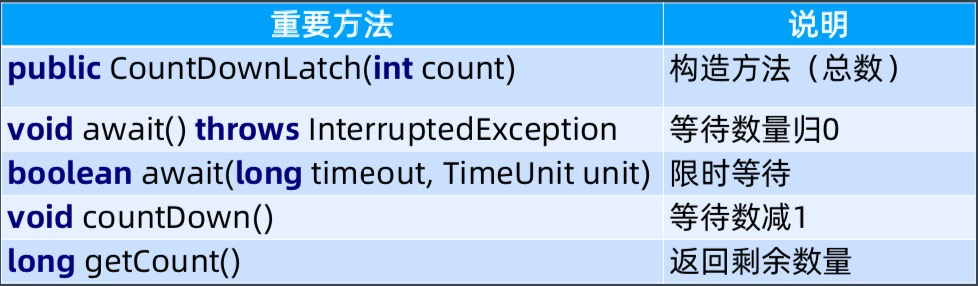 重要方法 说明
public CountDownLatch(int count) 构造方法（总数）
void await() throws InterruptedException 等待数量归0
boolean await(long timeout, TimeUnit unit) 限时等待
void countDown() 等待数减1
long getCount() 返回剩余数量